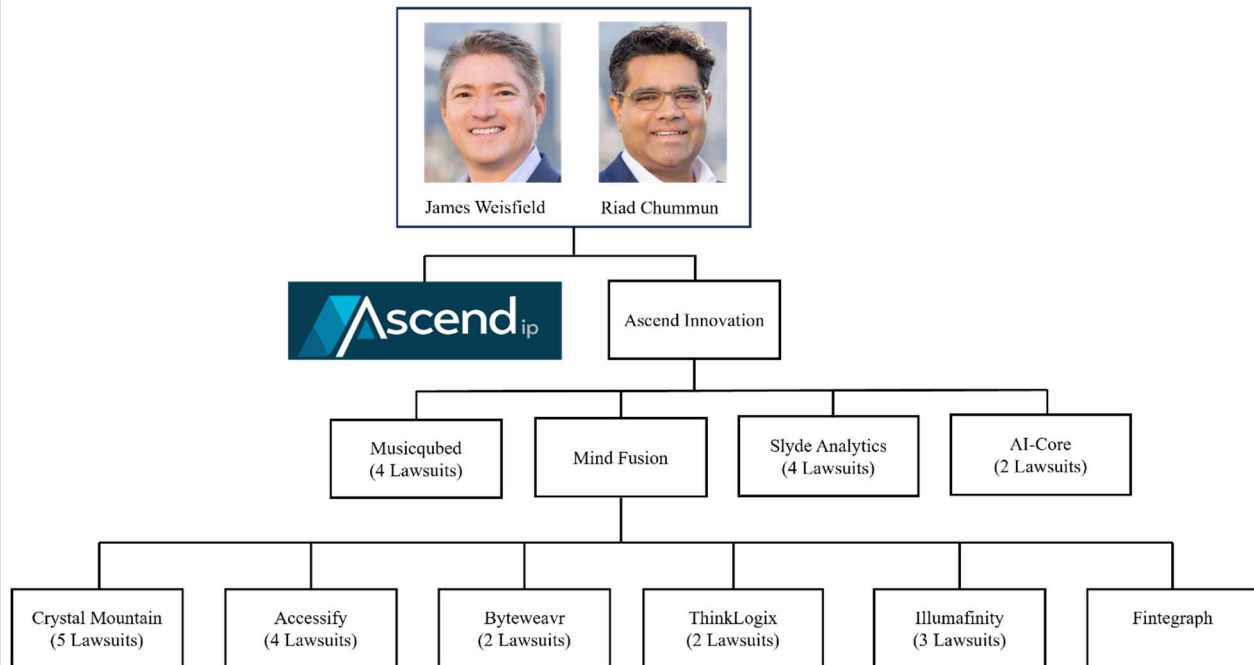 James Weisfield
Riad Chummun
Ascend ip
Ascend Innovation
Musicqubed
(4 Lawsuits)
Mind Fusion
Slyde Analytics
(4 Lawsuits)
AI-Core
(2 Lawsuits)
Crystal Mountain
(5 Lawsuits)
Accessify
(4 Lawsuits)
Byteweavr
(2 Lawsuits)
ThinkLogix
(2 Lawsuits)
Illumafinity
(3 Lawsuits)
Fintegraph